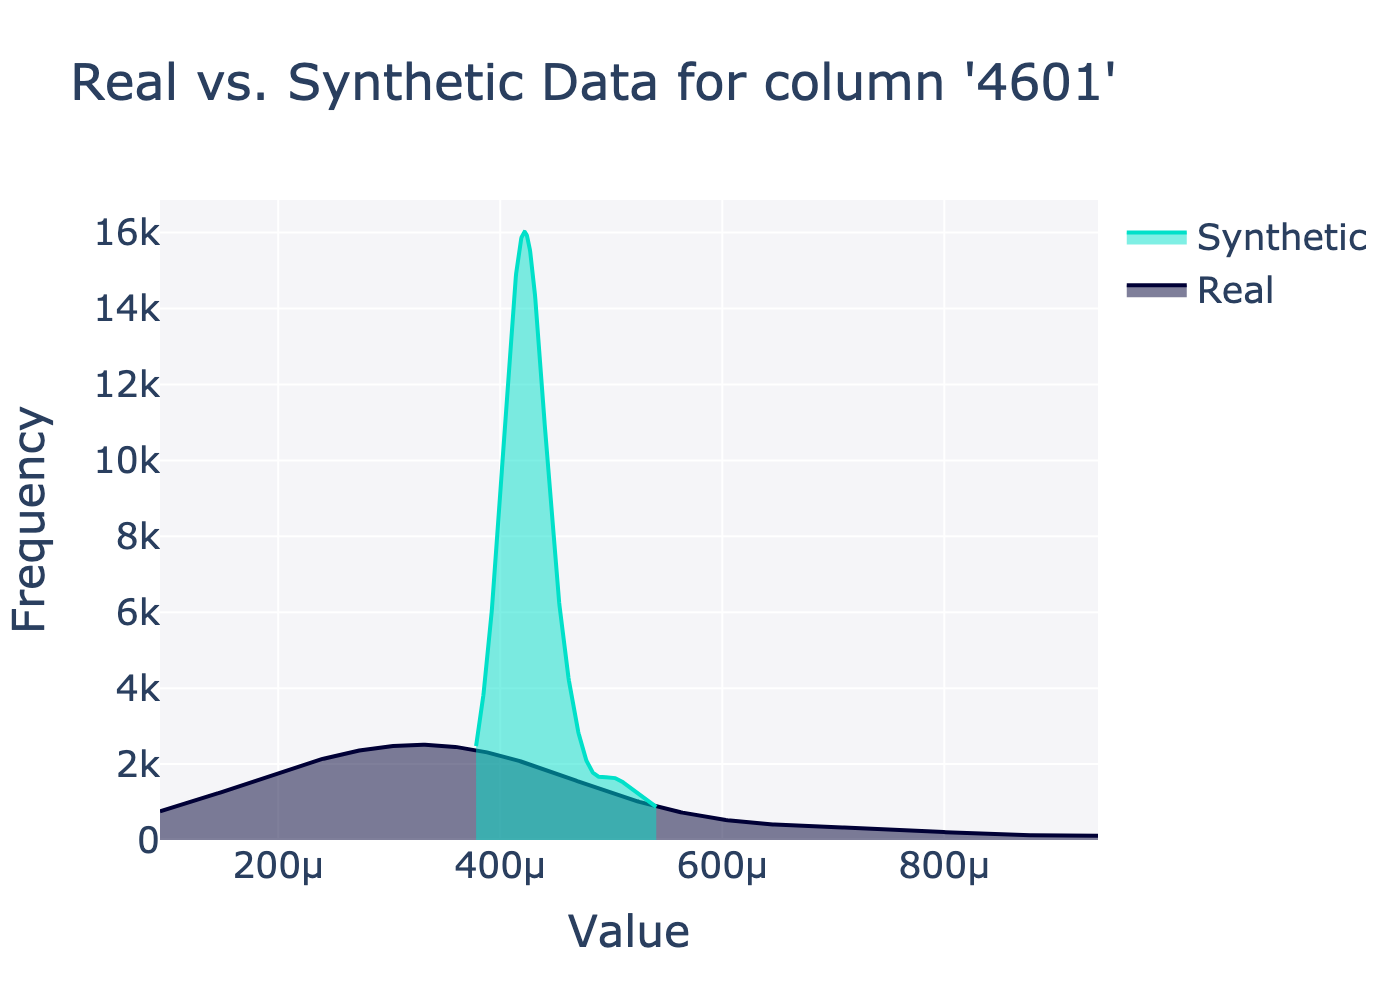 Real vs. Synthetic Data for column '4601'
Synthetic
Real
16k
14k
12k
10k
8k
6k
4k
2k
0
Frequency
200μ
400μ
600μ
800μ
Value